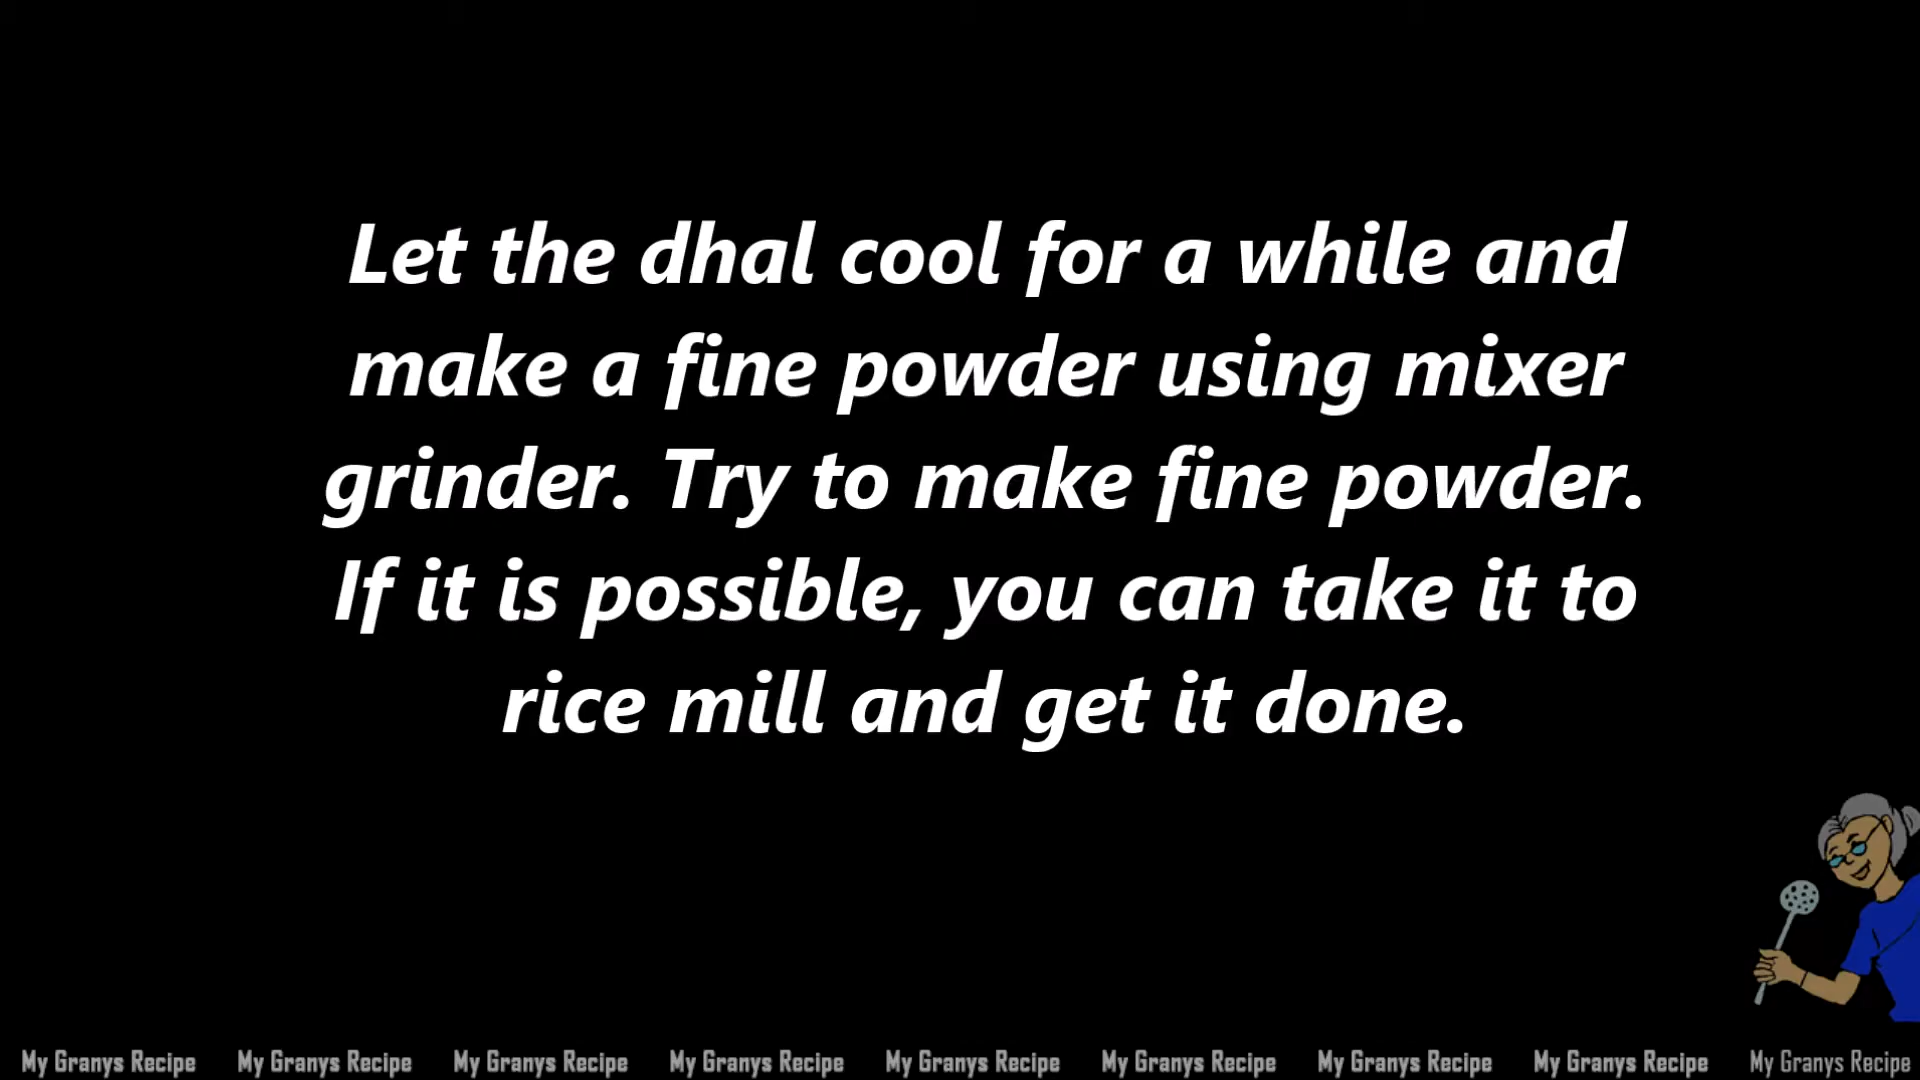 Let the dhal cool for a while and
make a fine powder using mixer
grinder. Try to make fine powder.
If it is possible, you can take it to
rice mill and get it done.
My Granys Recipe My Granys Recipe My Granys Recipe My Granys Recipe My Granys Recipe My Granys Recipe My Granys Recipe My Granys Recipe My Granys Recipe